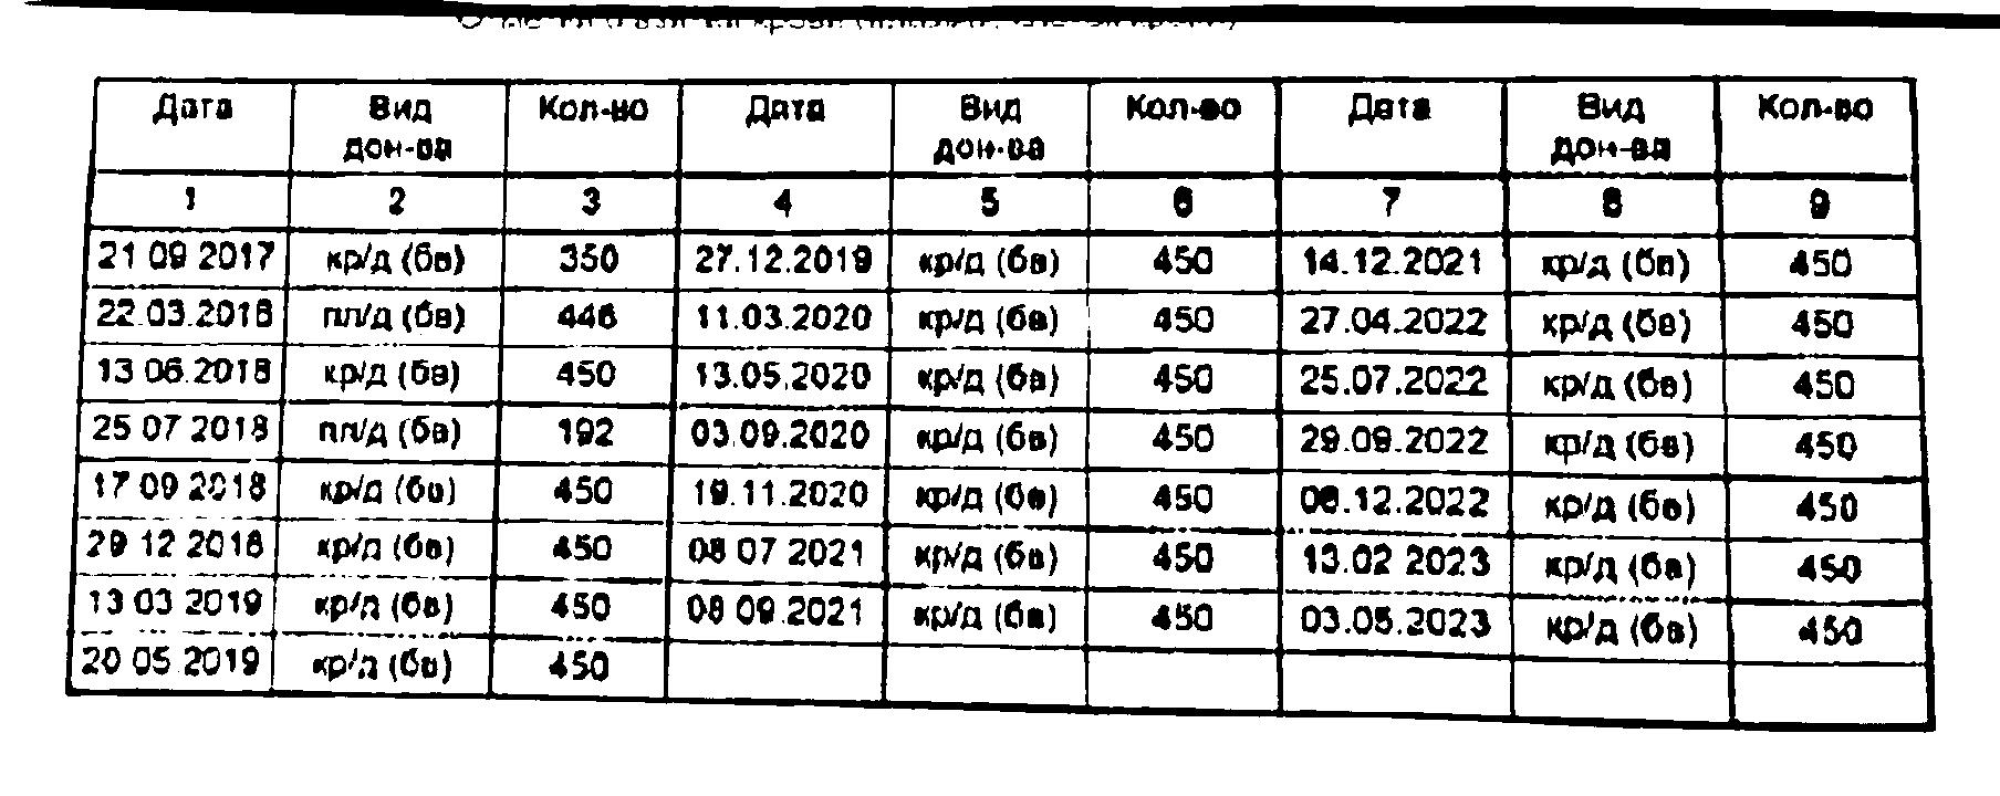 Дата Вид дон-ва Кол-во Дата Вид дон-ва Кол-во Дата Вид дон-ва Кол-во
1 2 3 4 5 6 7 8 9
21 09 2017 кр/д (бв) 350 27.12.2019 кр/д (бв) 450 14.12.2021 кр/д (бв) 450
22.03.2018 пл/д (бв) 446 11.03.2020 кр/д (бв) 450 27.04.2022 кр/д (бв) 450
13 06.2018 кр/д (бв) 450 13.05.2020 кр/д (бв) 450 25.07.2022 кр/д (бв) 450
25 07 2018 пл/д (бв) 192 03.09.2020 кр/д (бв) 450 29.09.2022 кр/д (бв) 450
17 09 2018 кр/д (бв) 450 19.11.2020 кр/д (бв) 450 кр/д (бв) 450
29 12 2018 кр/д (бв) 450 08 07 2021 кр/д (бв) 450 13.02 2023 кр/д (бв) 450
13 03 2019 кр/д (бв) 450 08 09.2021 кр/д (бв) 450 03.05.2023 кр/д (бв) 450
20 05 2019 кр/д (бв) 450